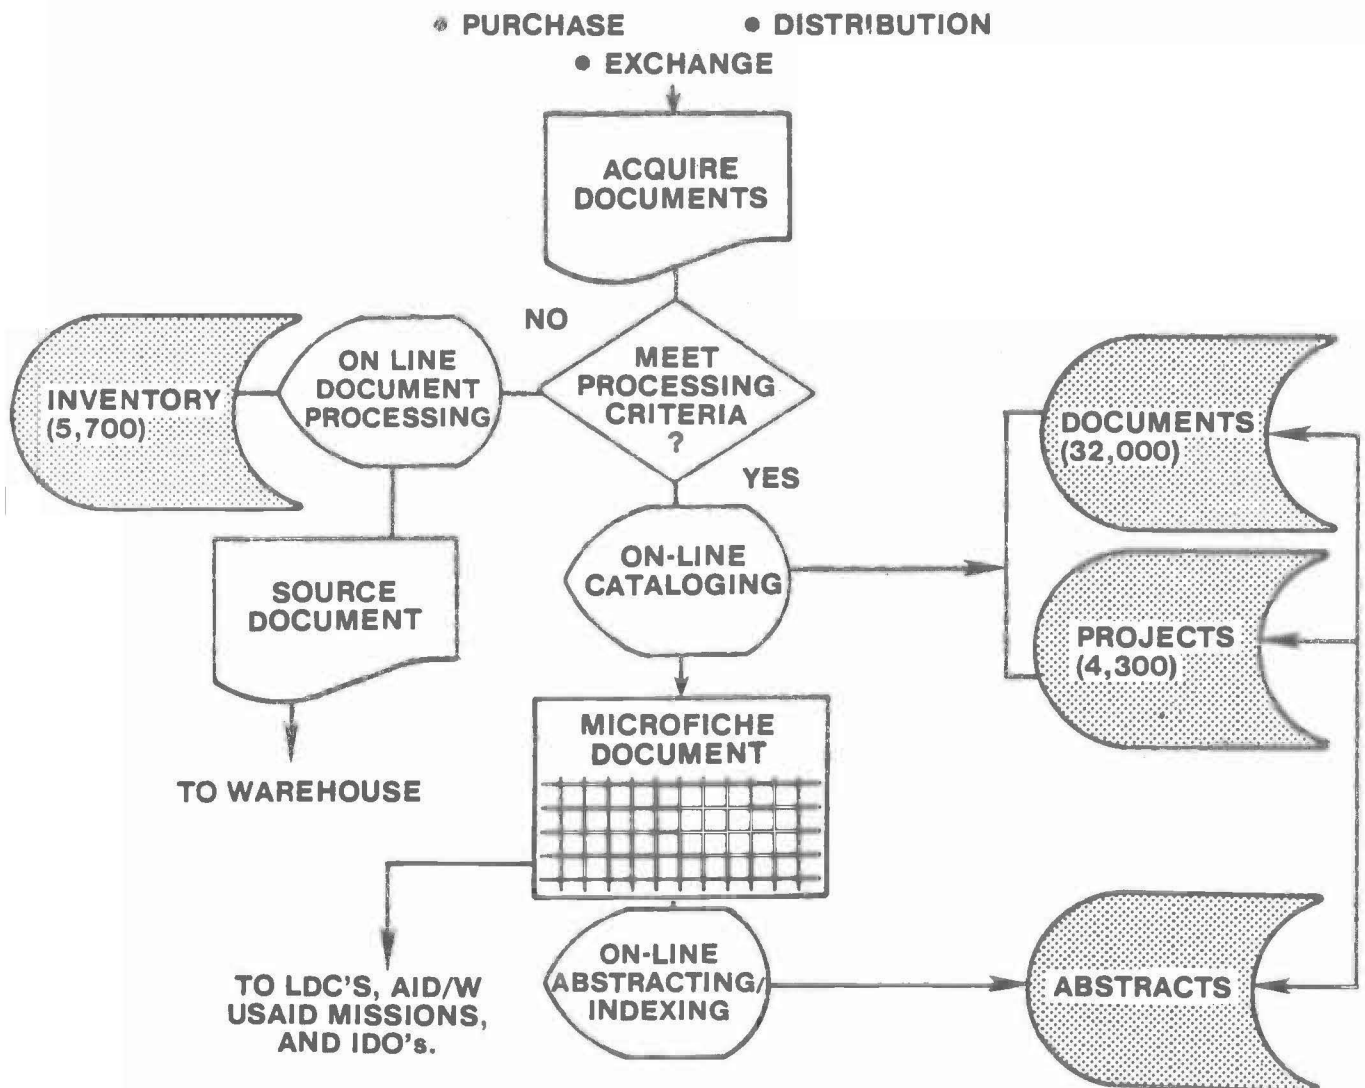 • PURCHASE • DISTRIBUTION
• EXCHANGE
ACQUIRE
DOCUMENTS
NO
MEET
PROCESSING
CRITERIA
?
YES
ON LINE
DOCUMENT
PROCESSING
INVENTORY
(5,700)
SOURCE
DOCUMENT
TO WAREHOUSE
ON-LINE
CATALOGING
DOCUMENTS
(32,000)
PROJECTS
(4,300)
MICROFICHE
DOCUMENT
TO LDC'S, AID/W
USAID MISSIONS,
AND IDO's.
ON-LINE
ABSTRACTING/
INDEXING
ABSTRACTS